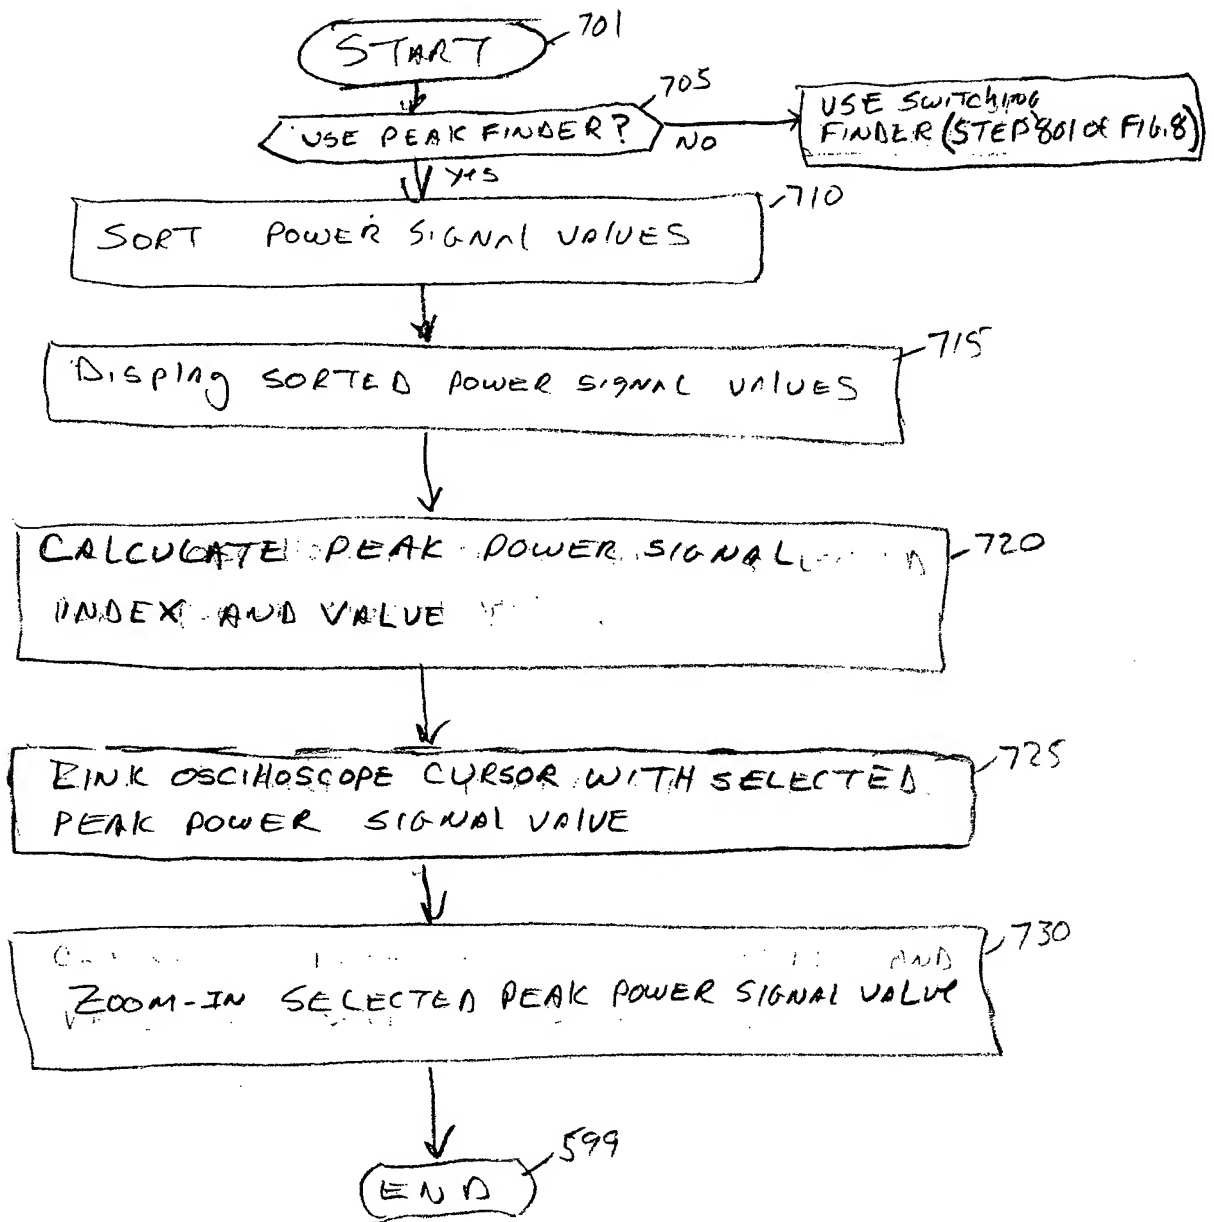 START
701
705
USE PEAK FINDER?
NO
USE SWITCHING
FINDER (STEP 801 OF FIG. 8)
Yes
710
SORT POWER SIGNAL VALUES
715
Display SORTED POWER SIGNAL VALUES
720
CALCULATE PEAK POWER SIGNAL
INDEX AND VALUE
725
LINK OSCILLOSCOPE CURSOR WITH SELECTED
PEAK POWER SIGNAL VALUE
730
AND
ZOOM-IN SELECTED PEAK POWER SIGNAL VALUE
599
END